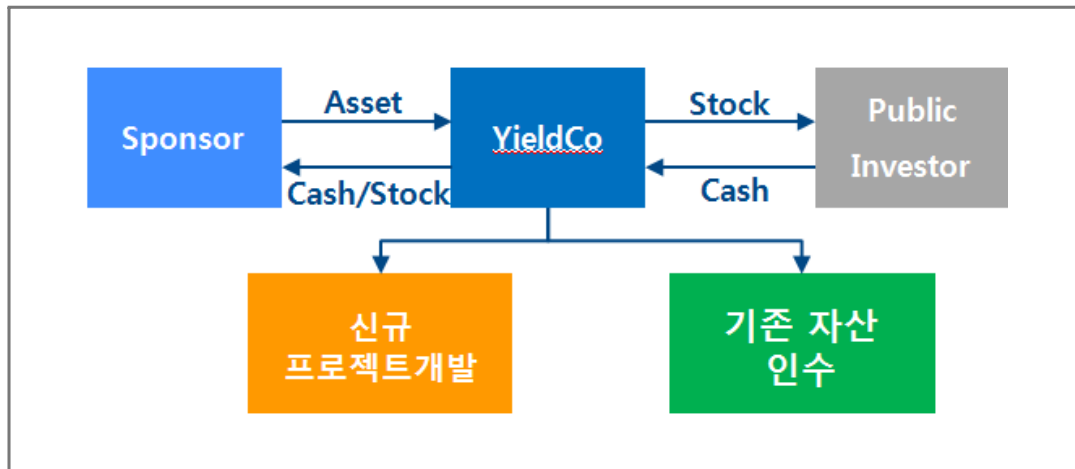 Asset
Stock
Sponsor
YieldCo
Public
Investor
Cash/Stock
Cash
신규
프로젝트개발
기존 자산
인수